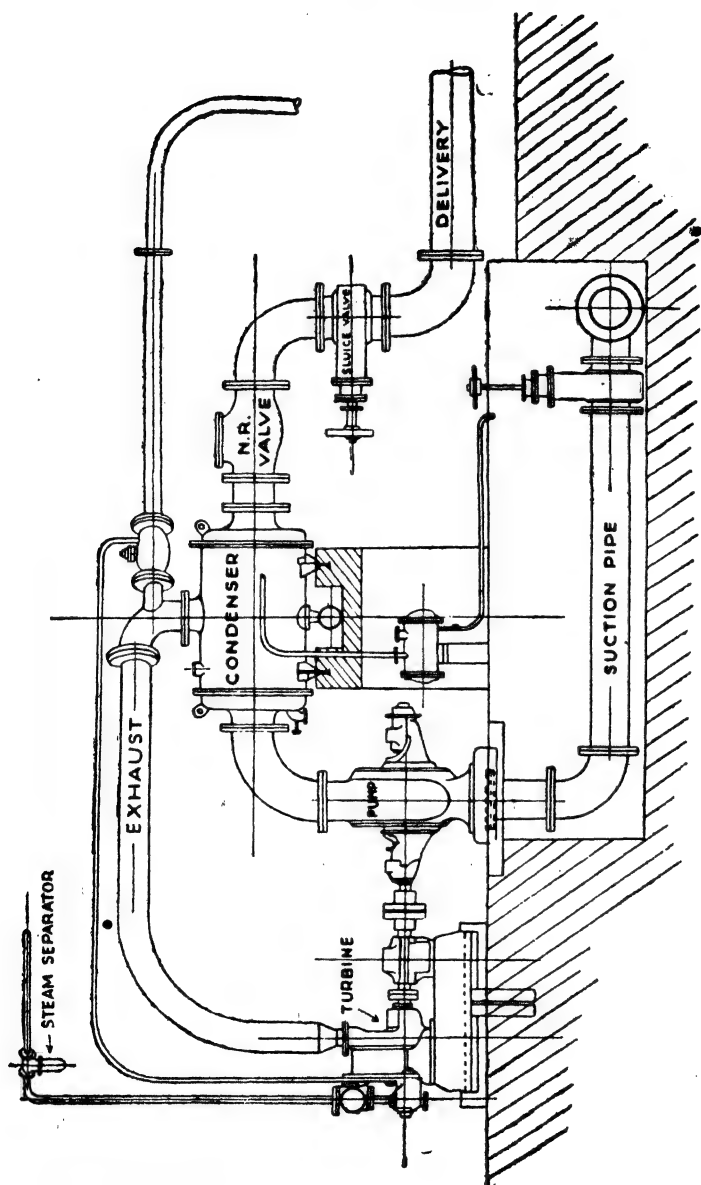 STEAM SEPARATOR
EXHAUST
TURBINE
PUMP
CONDENSER
N.R.
VALVE
SLUICE VALVE
DELIVERY
SUCTION PIPE